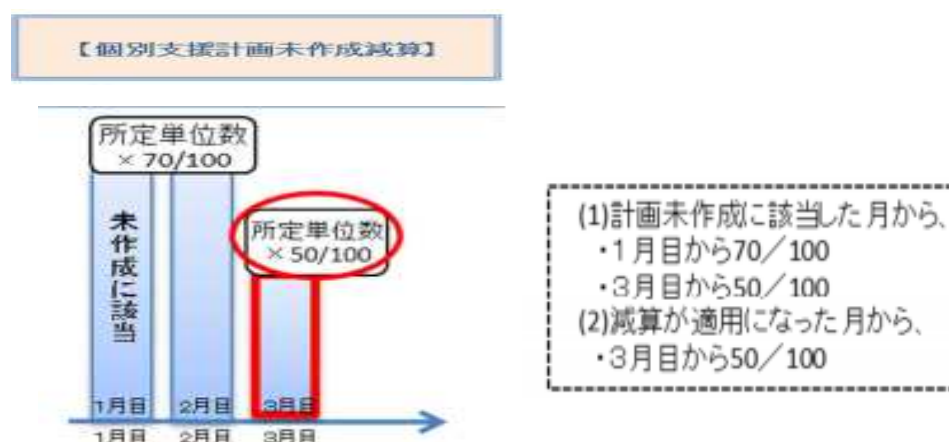 【個別支援計画未作成減算】
所定単位数
× 70/100
未作成に該当
所定単位数
× 50/100
1月目 2月目 3月目
1月目 2月目 3月目
(1)計画未作成に該当した月から、
・1月目から70／100
・3月目から50／100
(2)減算が適用になった月から、
・3月目から50／100